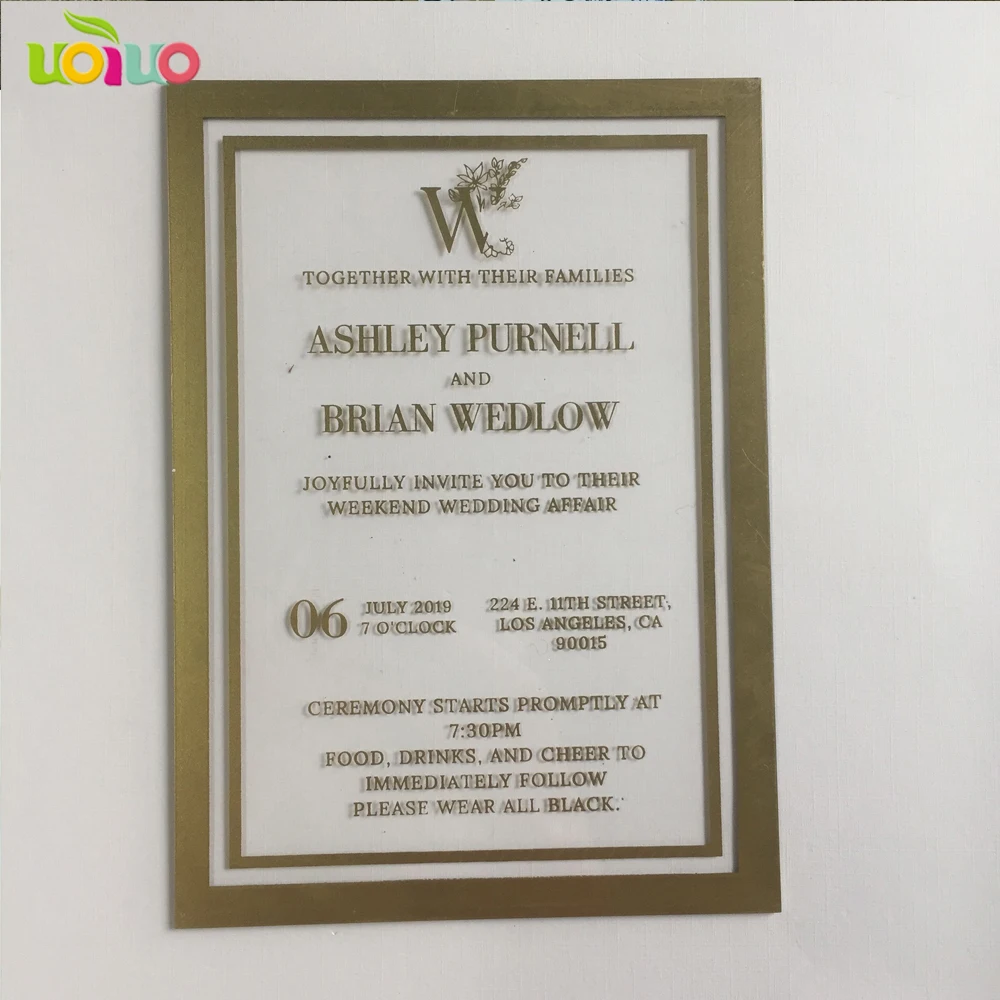 uoiuo
W
TOGETHER WITH THEIR FAMILIES
ASHLEY PURNELL
AND
BRIAN WEDLOW
JOYFULLY INVITE YOU TO THEIR
WEEKEND WEDDING AFFAIR
06
JULY 2019
7 O'CLOCK
224 E. 11TH STREET,
LOS ANGELES, CA
90015
CEREMONY STARTS PROMPTLY AT
7:30PM
FOOD, DRINKS, AND CHEER TO
IMMEDIATELY FOLLOW
PLEASE WEAR ALL BLACK.